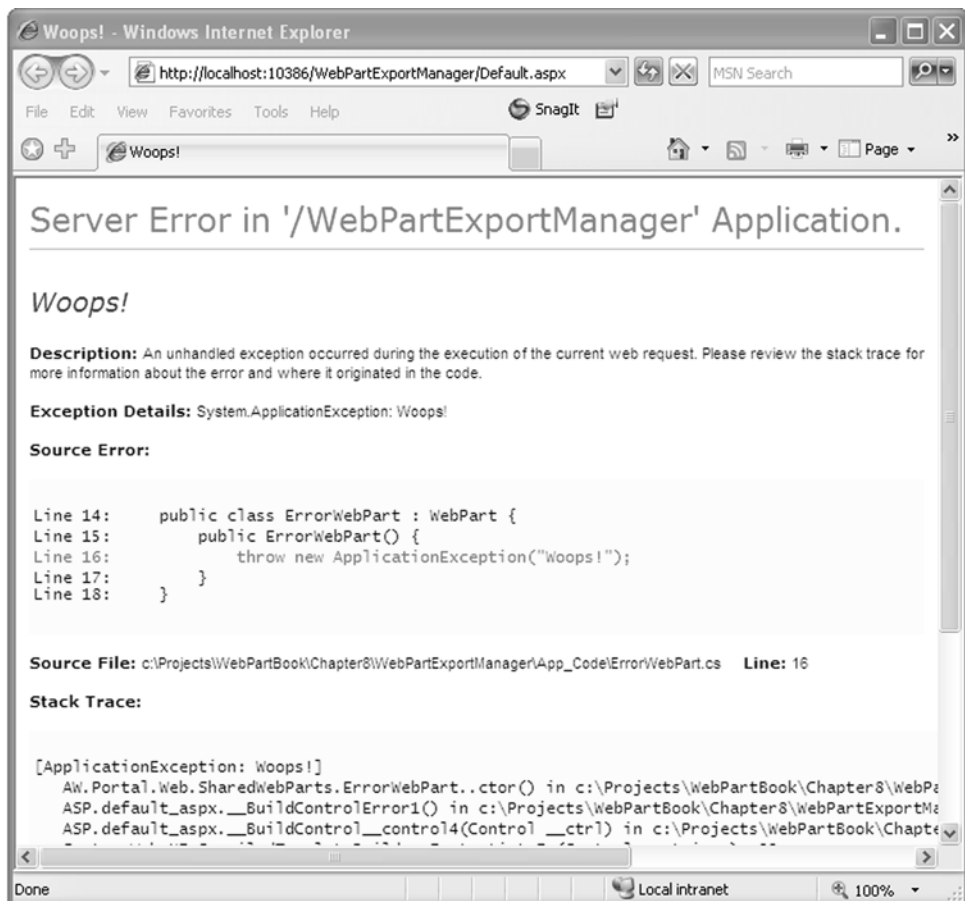 Woops! - Windows Internet Explorer
http://localhost:10386/WebPartExportManager/Default.aspx
MSN Search
File Edit View Favorites Tools Help
SnagIt
Woops!
Page
Server Error in '/WebPartExportManager' Application.
Woops!
Description: An unhandled exception occurred during the execution of the current web request. Please review the stack trace for
more information about the error and where it originated in the code.
Exception Details: System.ApplicationException: Woops!
Source Error:
Line 14: public class ErrorWebPart : WebPart {
Line 15: public ErrorWebPart() {
Line 16: throw new ApplicationException("Woops!");
Line 17: }
Line 18: }
Source File: c:\Projects\WebPartBook\Chapter8\WebPartExportManager\App_Code\ErrorWebPart.cs Line: 16
Stack Trace:
[ApplicationException: Woops!]
AW.Portal.Web.SharedWebParts.ErrorWebPart..ctor() in c:\Projects\WebPartBook\Chapter8\WebPa
ASP.default_aspx.__BuildControlError1() in c:\Projects\WebPartBook\Chapter8\WebPartExportMa
ASP.default_aspx.__BuildControl__control4(Control __ctrl) in c:\Projects\WebPartBook\Chapte
Done
Local intranet
100%